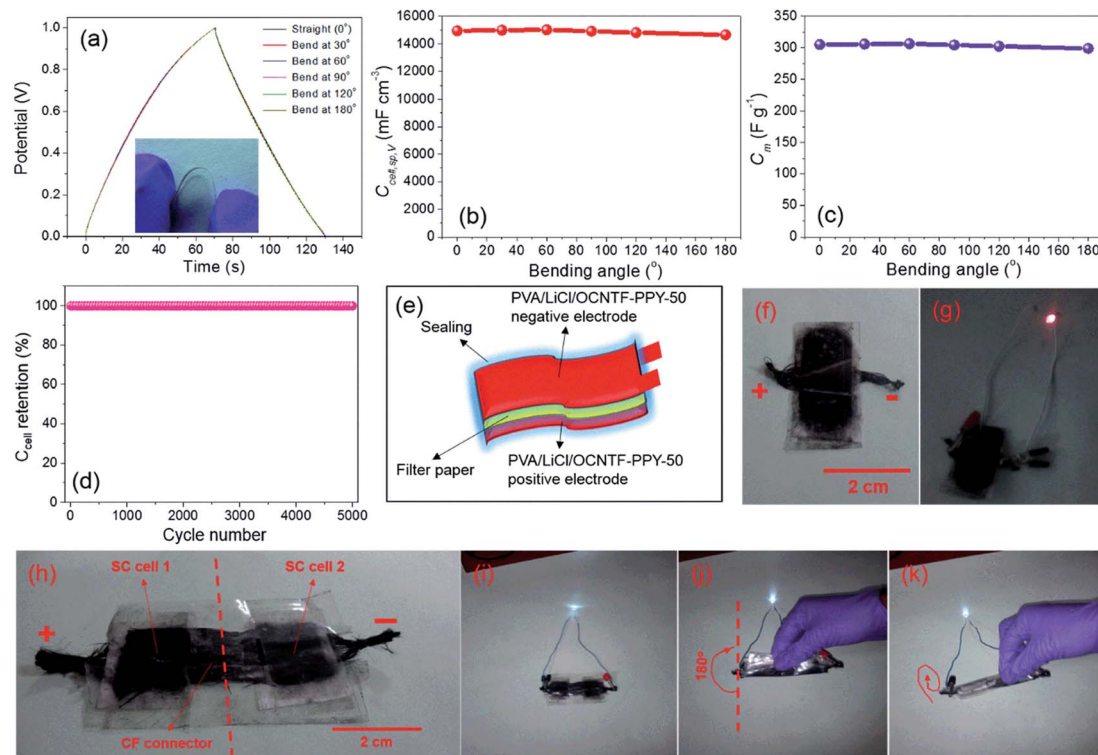 (a)
1.0
0.8
0.6
0.4
0.2
0.0
Potential (V)
Straight (0°)
Bend at 30°
Bend at 60°
Bend at 90°
Bend at 120°
Bend at 180°
0 20 40 60 80 100 120 140
Time (s)
16000
14000
12000
10000
8000
6000
4000
2000
0
C_cell,sp,V (mF cm⁻³)
(b)
0 20 40 60 80 100 120 140 160 180
Bending angle (°)
350
300
250
200
150
100
50
0
C_m (F g⁻¹)
(c)
0 20 40 60 80 100 120 140 160 180
Bending angle (°)
120
100
80
60
40
20
0
C_cell retention (%)
(d)
0 1000 2000 3000 4000 5000
Cycle number
(e)
PVA/LiCl/OCNTF-PPY-50
negative electrode
Sealing
Filter paper
PVA/LiCl/OCNTF-PPY-50
positive electrode
(f)
+
-
2 cm
(g)
(h)
SC cell 1
SC cell 2
+
-
CF connector
2 cm
(i)
(j)
180°
(k)